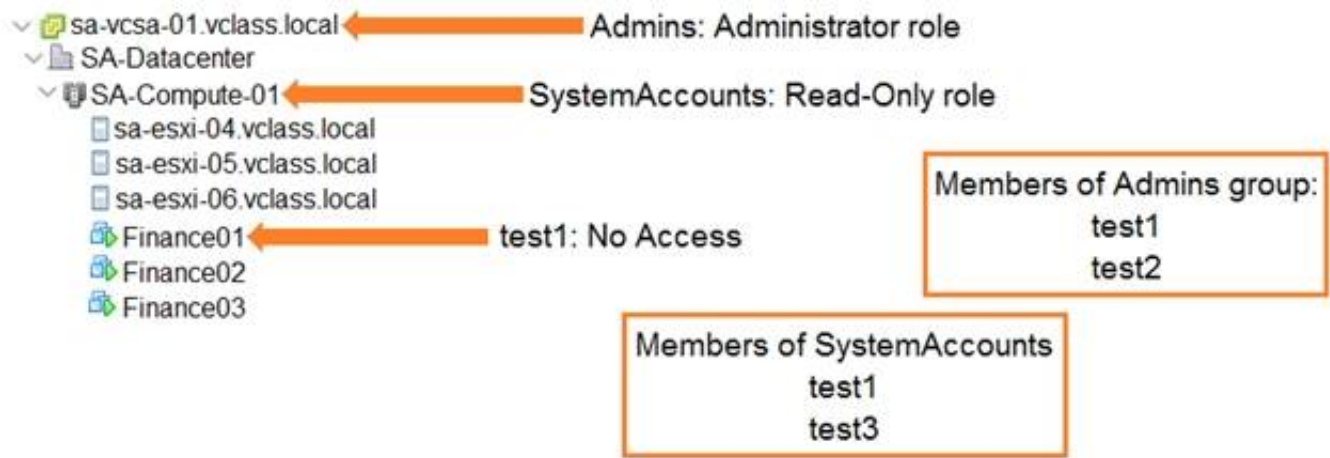 sa-vcsa-01.vclass.local
Admins: Administrator role
SA-Datacenter
SA-Compute-01
SystemAccounts: Read-Only role
sa-esxi-04.vclass.local
sa-esxi-05.vclass.local
sa-esxi-06.vclass.local
Finance01
test1: No Access
Finance02
Finance03
Members of Admins group:
test1
test2
Members of SystemAccounts
test1
test3